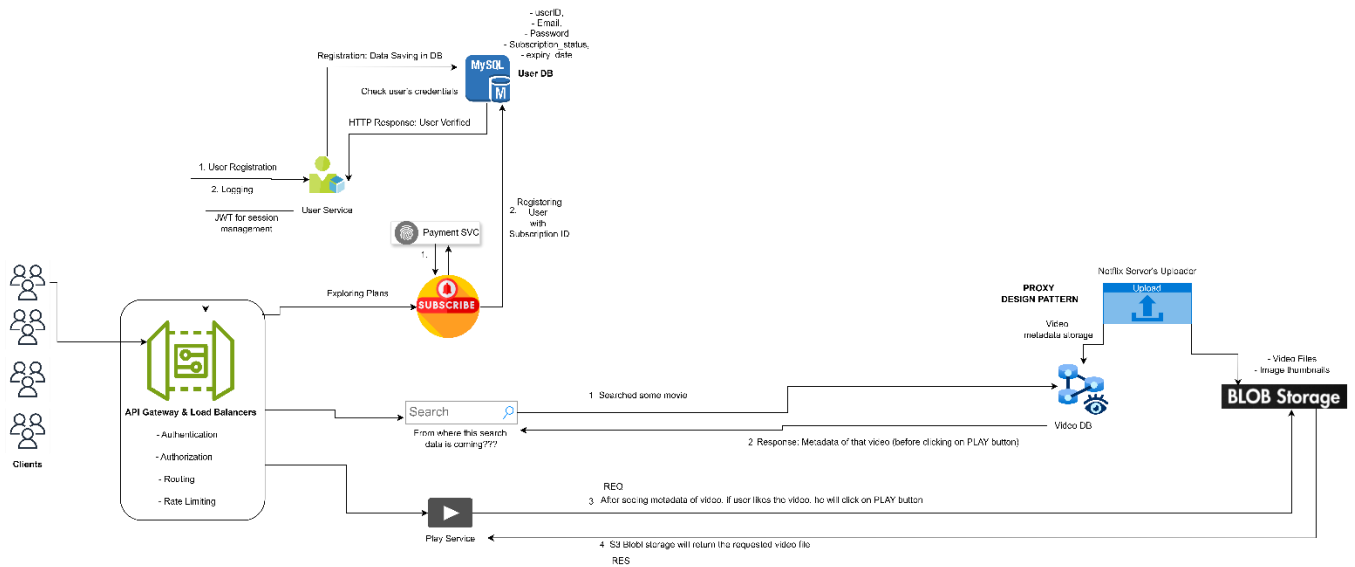 - userID,
- Email,
- Password
- Subscription_status,
- expiry_date
Registration: Data Saving in DB
MySQL
M
User DB
Check user's credentials
HTTP Response: User Verified
1. User Registration
2. Logging
JWT for session
management
User Service
2.
Registering
User
with
Subscription ID
Payment SVC
1.
SUBSCRIBE
Exploring Plans
Clients
API Gateway & Load Balancers
- Authentication
- Authorization
- Routing
- Rate Limiting
Search
From where this search
data is coming???
1 Searched some movie
2 Response: Metadata of that video (before clicking on PLAY button)
Netflix Server's Uploader
Upload
PROXY
DESIGN PATTERN
Video
metadata storage
Video DB
- Video Files
- Image thumbnails
BLOB Storage
REQ
3 After seeing metadata of video, if user likes the video, he will click on PLAY button
Play Service
4 S3 Blobl storage will return the requested video file
RES